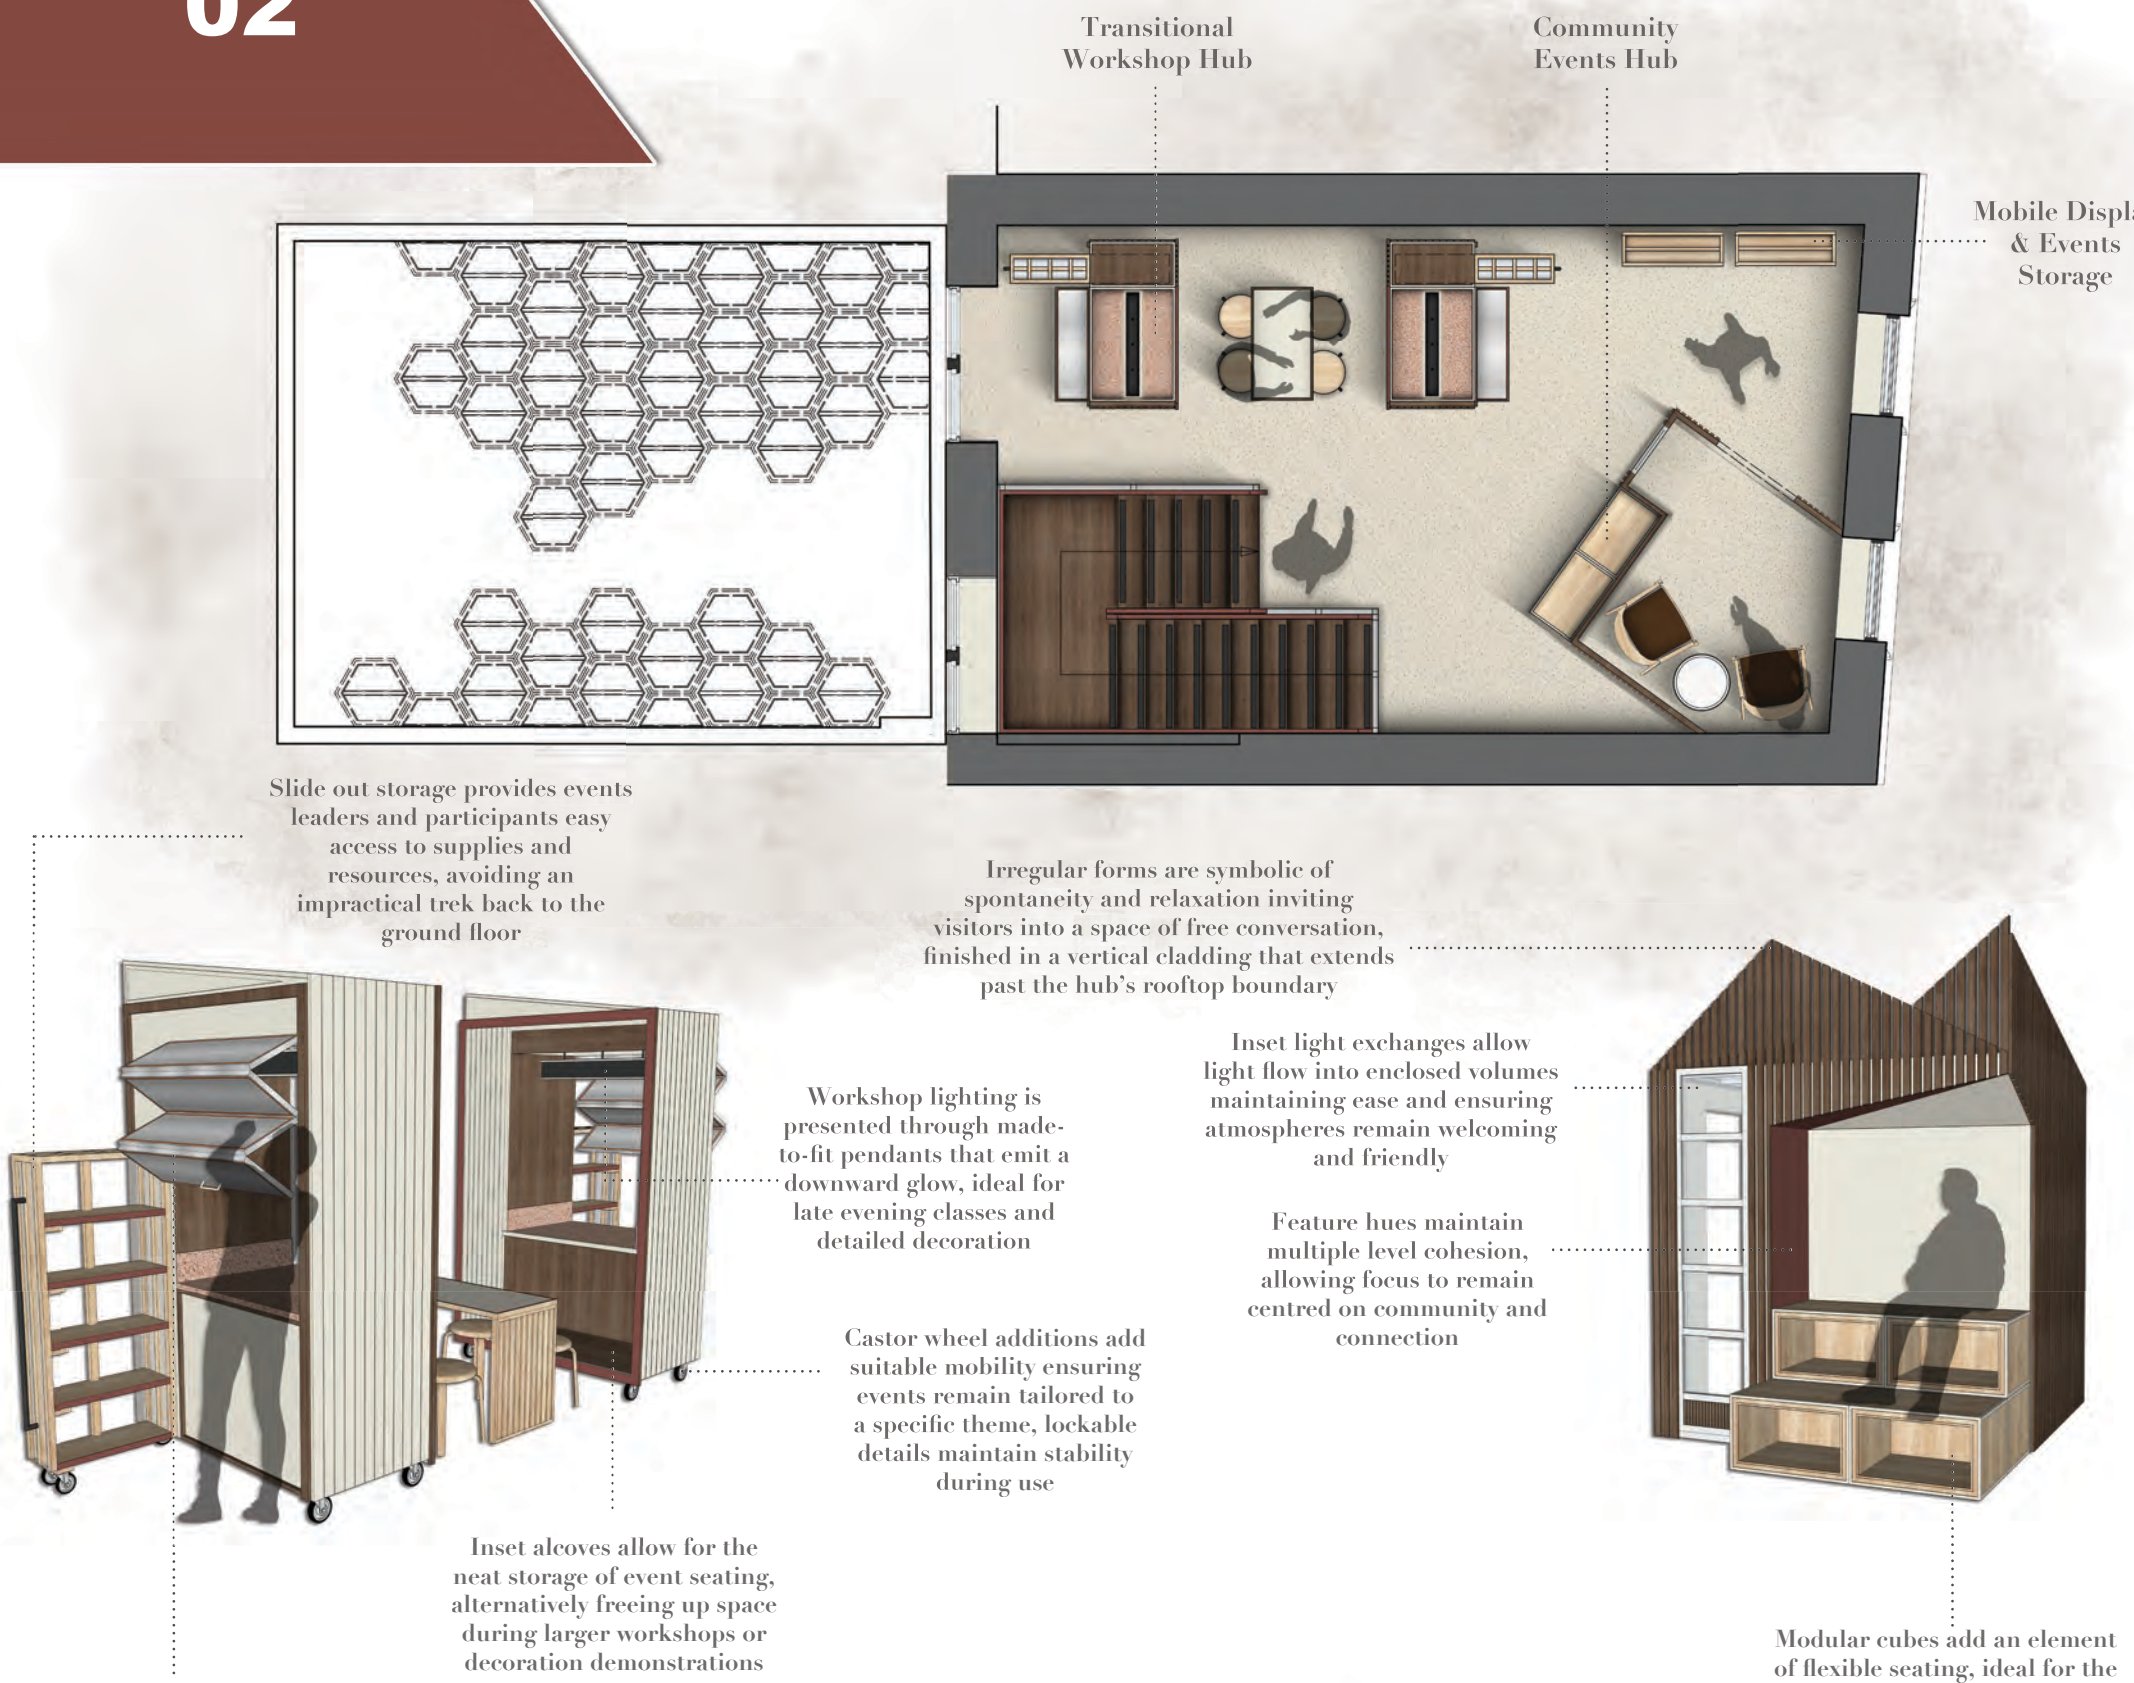 02
Transitional
Workshop Hub
Community
Events Hub
Mobile
& Events
Storage
Slide out storage provides events
leaders and participants easy
access to supplies and
resources, avoiding an
impractical trek back to the
ground floor
Irregular forms are symbolic of
spontaneity and relaxation inviting
visitors into a space of free conversation,
finished in a vertical cladding that extends
past the hub's rooftop boundary
Inset light exchanges allow
light flow into enclosed volumes
maintaining ease and ensuring
atmospheres remain welcoming
and friendly
Workshop lighting is
presented through made-
to-fit pendants that emit a
downward glow, ideal for
late evening classes and
detailed decoration
Feature hues maintain
multiple level cohesion,
allowing focus to remain
centred on community and
connection
Castor wheel additions add
suitable mobility ensuring
events remain tailored to
a specific theme, lockable
details maintain stability
during use
Inset alcoves allow for the
neat storage of event seating,
alternatively freeing up space
during larger workshops or
decoration demonstrations
Modular cubes add an element
of flexible seating, ideal for the